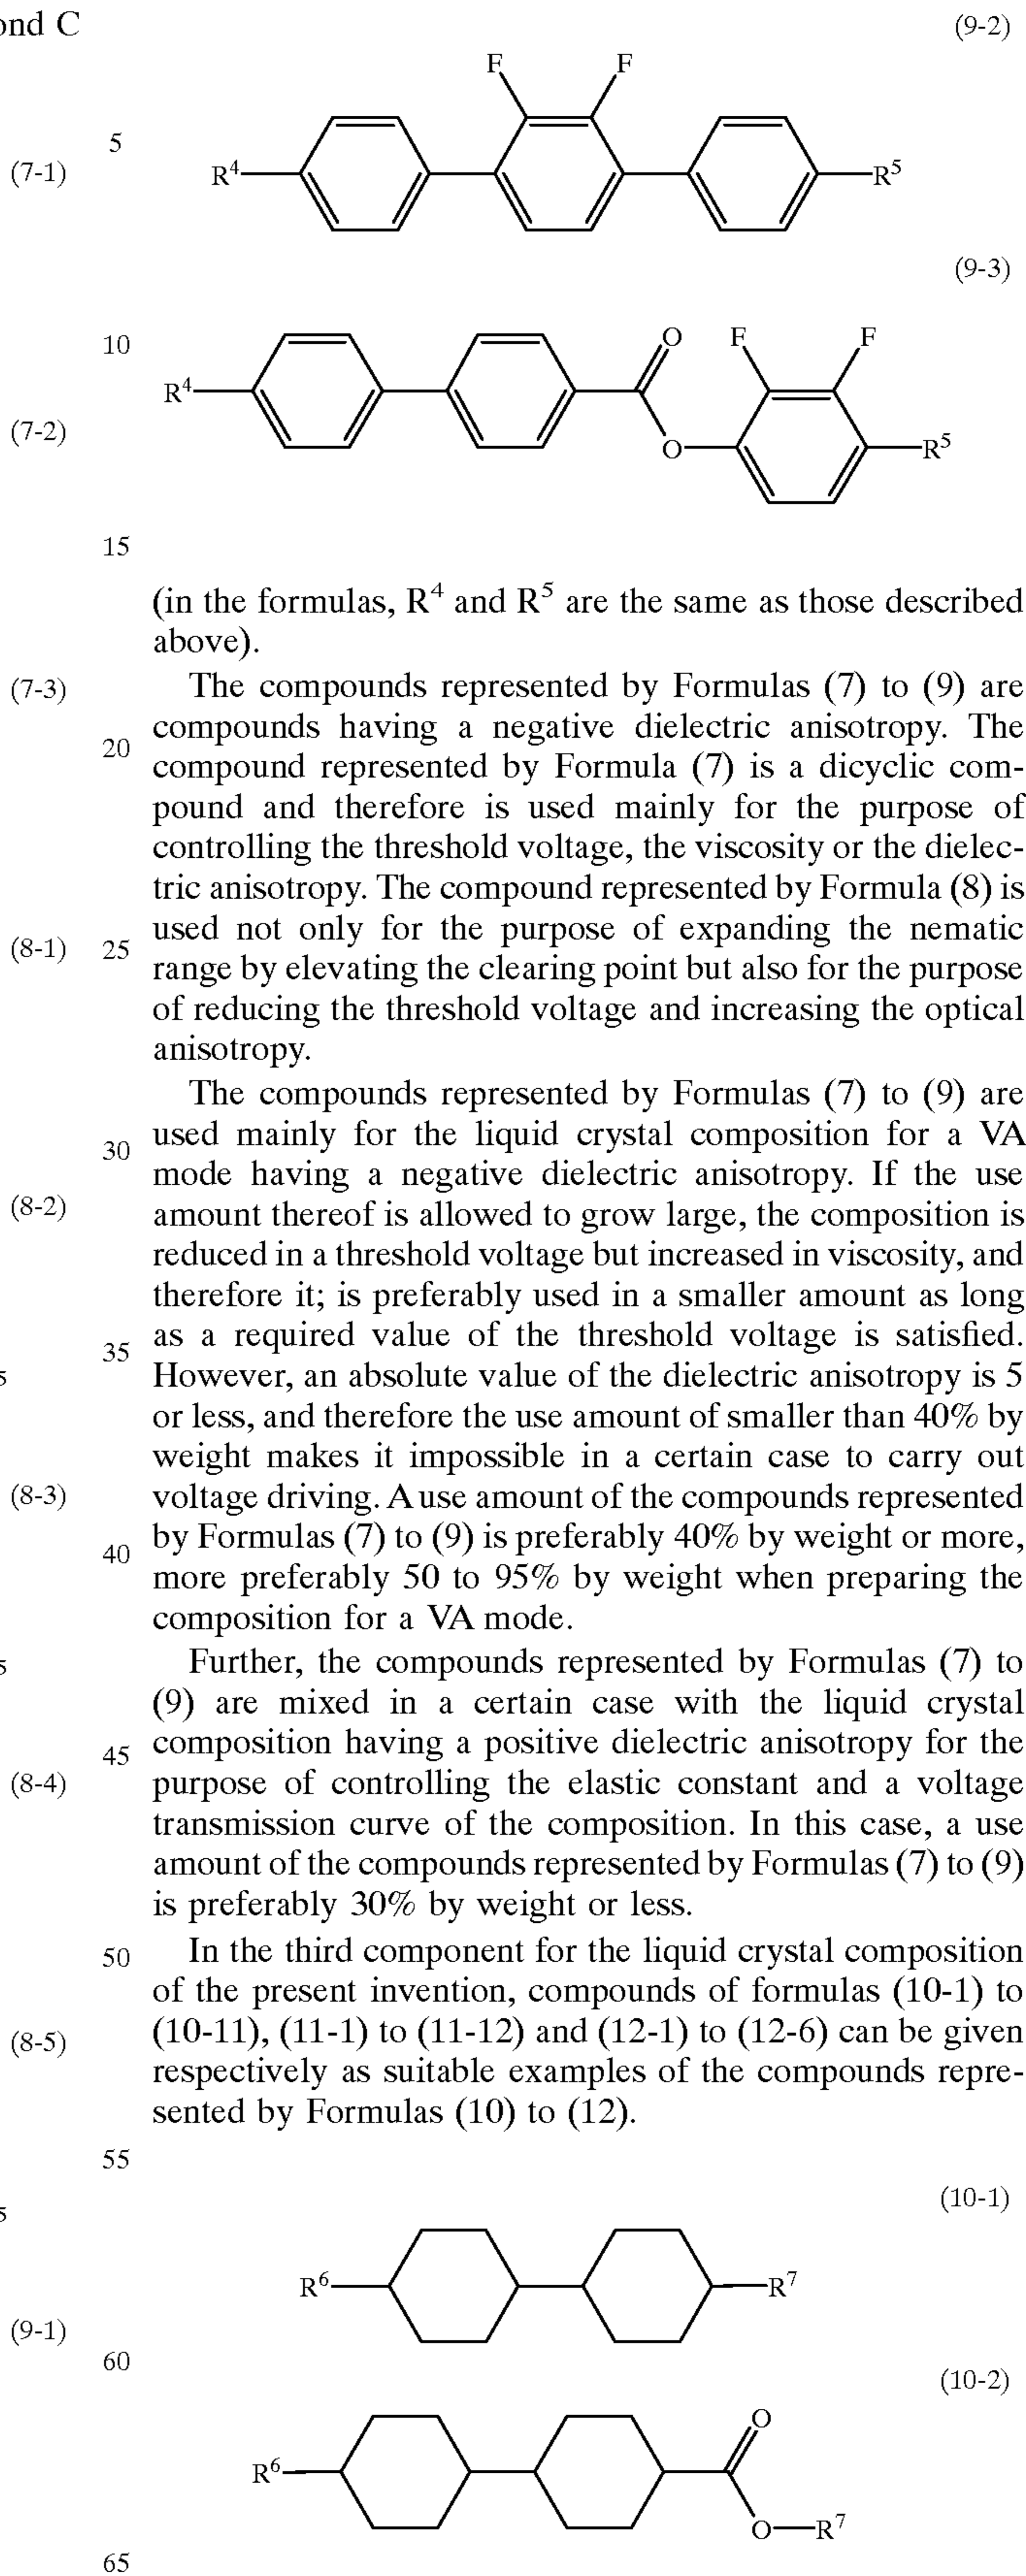 ond C
(9-2)
F F
5
(7-1)
R⁴ R⁵
(9-3)
10
O F F
R⁴
(7-2)
O R⁵
15
(in the formulas, R⁴ and R⁵ are the same as those described
above).
(7-3)
The compounds represented by Formulas (7) to (9) are
compounds having a negative dielectric anisotropy. The
20
compound represented by Formula (7) is a dicyclic com-
pound and therefore is used mainly for the purpose of
controlling the threshold voltage, the viscosity or the dielec-
tric anisotropy. The compound represented by Formula (8) is
used not only for the purpose of expanding the nematic
(8-1) 25
range by elevating the clearing point but also for the purpose
of reducing the threshold voltage and increasing the optical
anisotropy.
The compounds represented by Formulas (7) to (9) are
used mainly for the liquid crystal composition for a VA
30
mode having a negative dielectric anisotropy. If the use
(8-2)
amount thereof is allowed to grow large, the composition is
reduced in a threshold voltage but increased in viscosity, and
therefore it; is preferably used in a smaller amount as long
as a required value of the threshold voltage is satisfied.
35
5
However, an absolute value of the dielectric anisotropy is 5
or less, and therefore the use amount of smaller than 40% by
weight makes it impossible in a certain case to carry out
(8-3)
voltage driving. A use amount of the compounds represented
by Formulas (7) to (9) is preferably 40% by weight or more,
40
more preferably 50 to 95% by weight when preparing the
composition for a VA mode.
5
Further, the compounds represented by Formulas (7) to
(9) are mixed in a certain case with the liquid crystal
45
composition having a positive dielectric anisotropy for the
(8-4)
purpose of controlling the elastic constant and a voltage
transmission curve of the composition. In this case, a use
amount of the compounds represented by Formulas (7) to (9)
is preferably 30% by weight or less.
50
In the third component for the liquid crystal composition
of the present invention, compounds of formulas (10-1) to
(8-5)
(10-11), (11-1) to (11-12) and (12-1) to (12-6) can be given
respectively as suitable examples of the compounds repre-
sented by Formulas (10) to (12).
55
(10-1)
5
R⁶ R⁷
(9-1)
60
(10-2)
O
R⁶
O R⁷
65